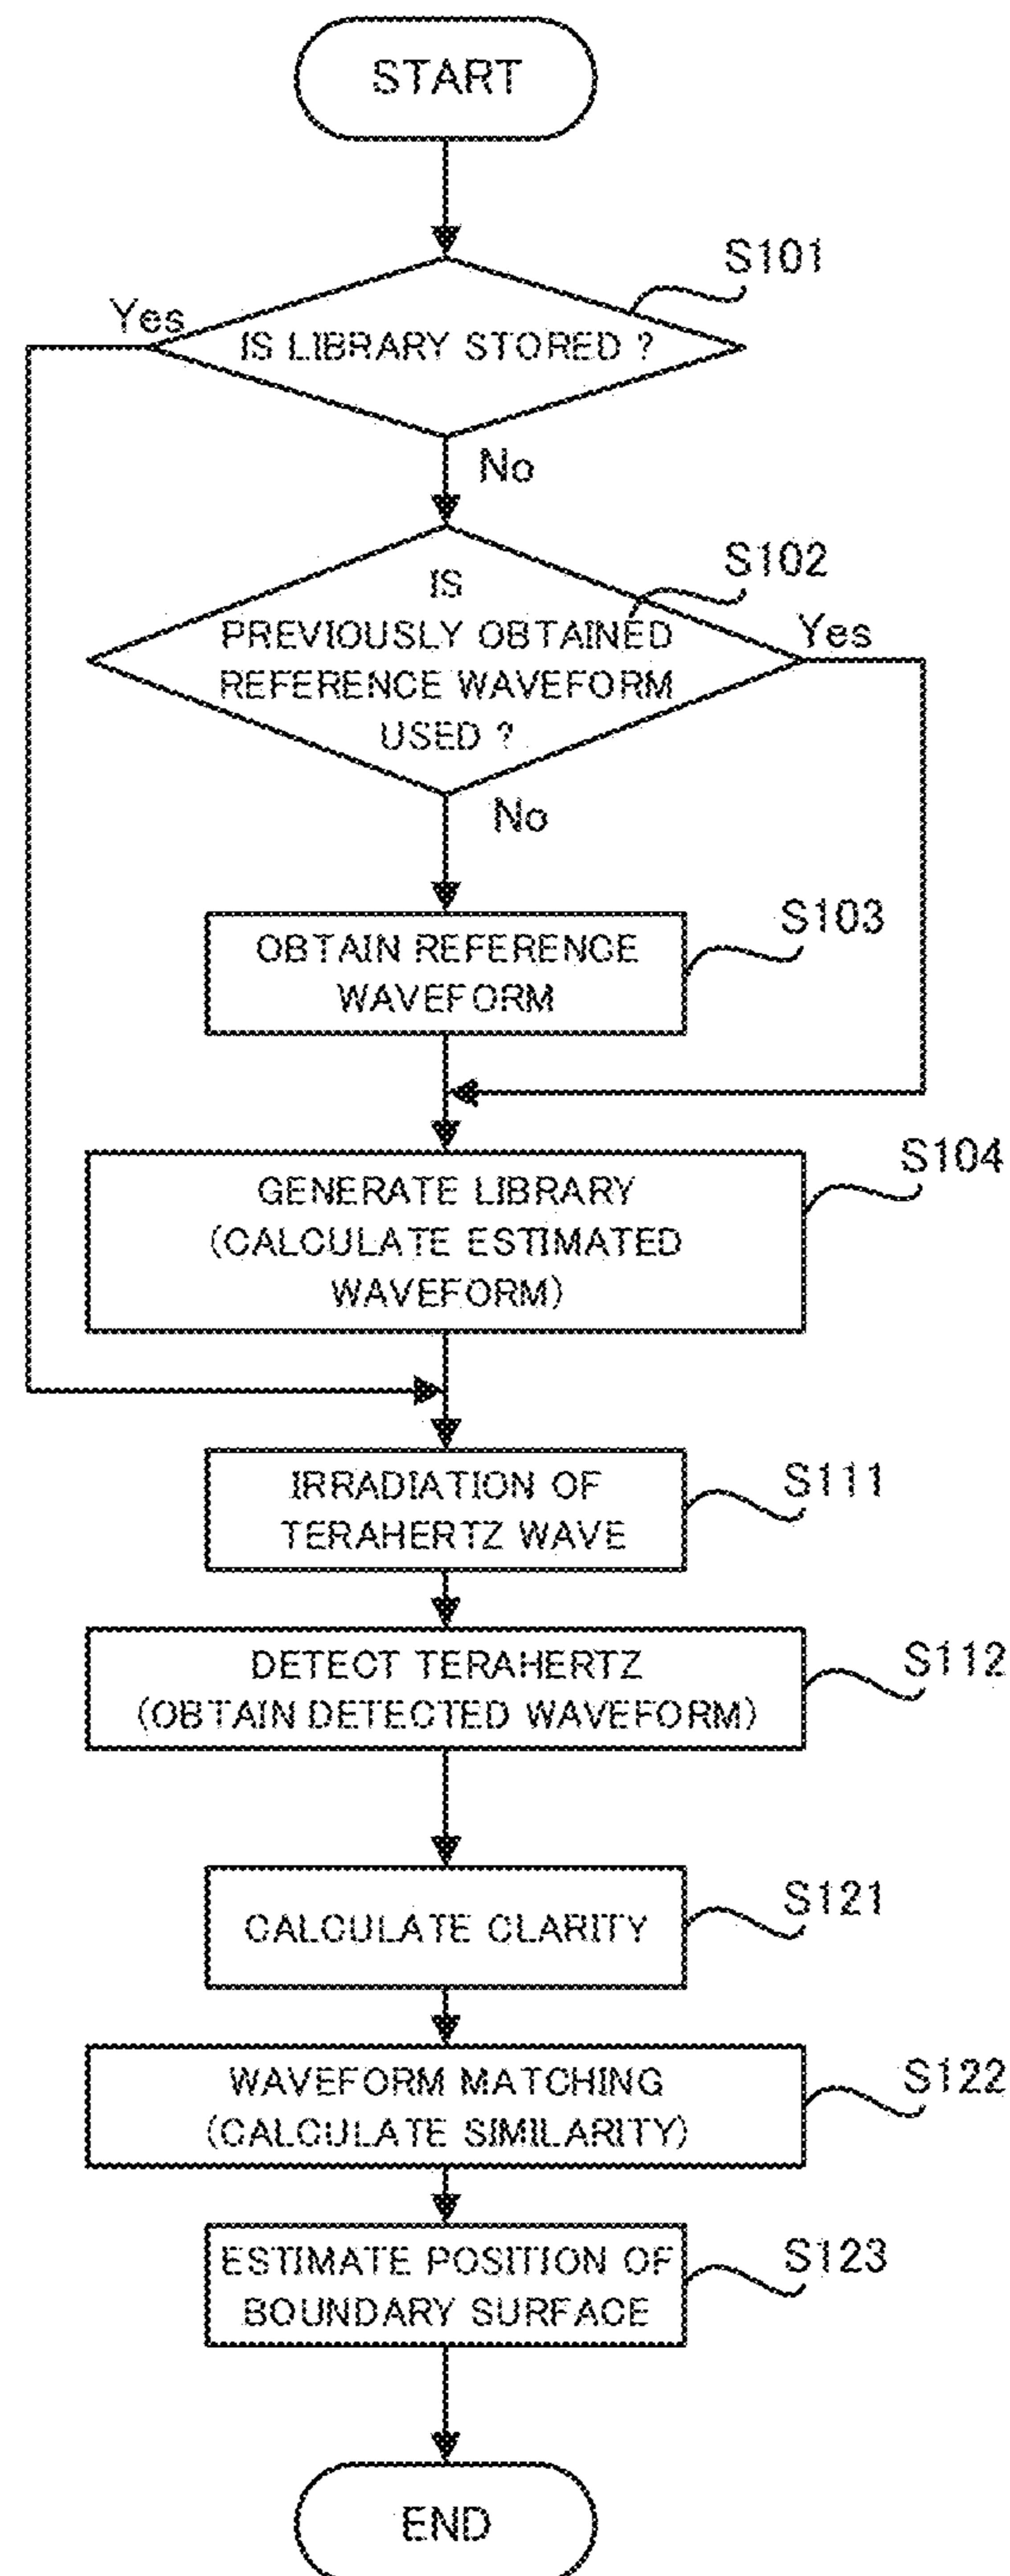 START
S101
Yes
IS LIBRARY STORED ?
No
S102
IS
PREVIOUSLY OBTAINED
REFERENCE WAVEFORM
USED ?
Yes
No
S103
OBTAIN REFERENCE
WAVEFORM
S104
GENERATE LIBRARY
(CALCULATE ESTIMATED
WAVEFORM)
S111
IRRADIATION OF
TERAHERTZ WAVE
S112
DETECT TERAHERTZ
(OBTAIN DETECTED WAVEFORM)
S121
CALCULATE CLARITY
S122
WAVEFORM MATCHING
(CALCULATE SIMILARITY)
S123
ESTIMATE POSITION OF
BOUNDARY SURFACE
END